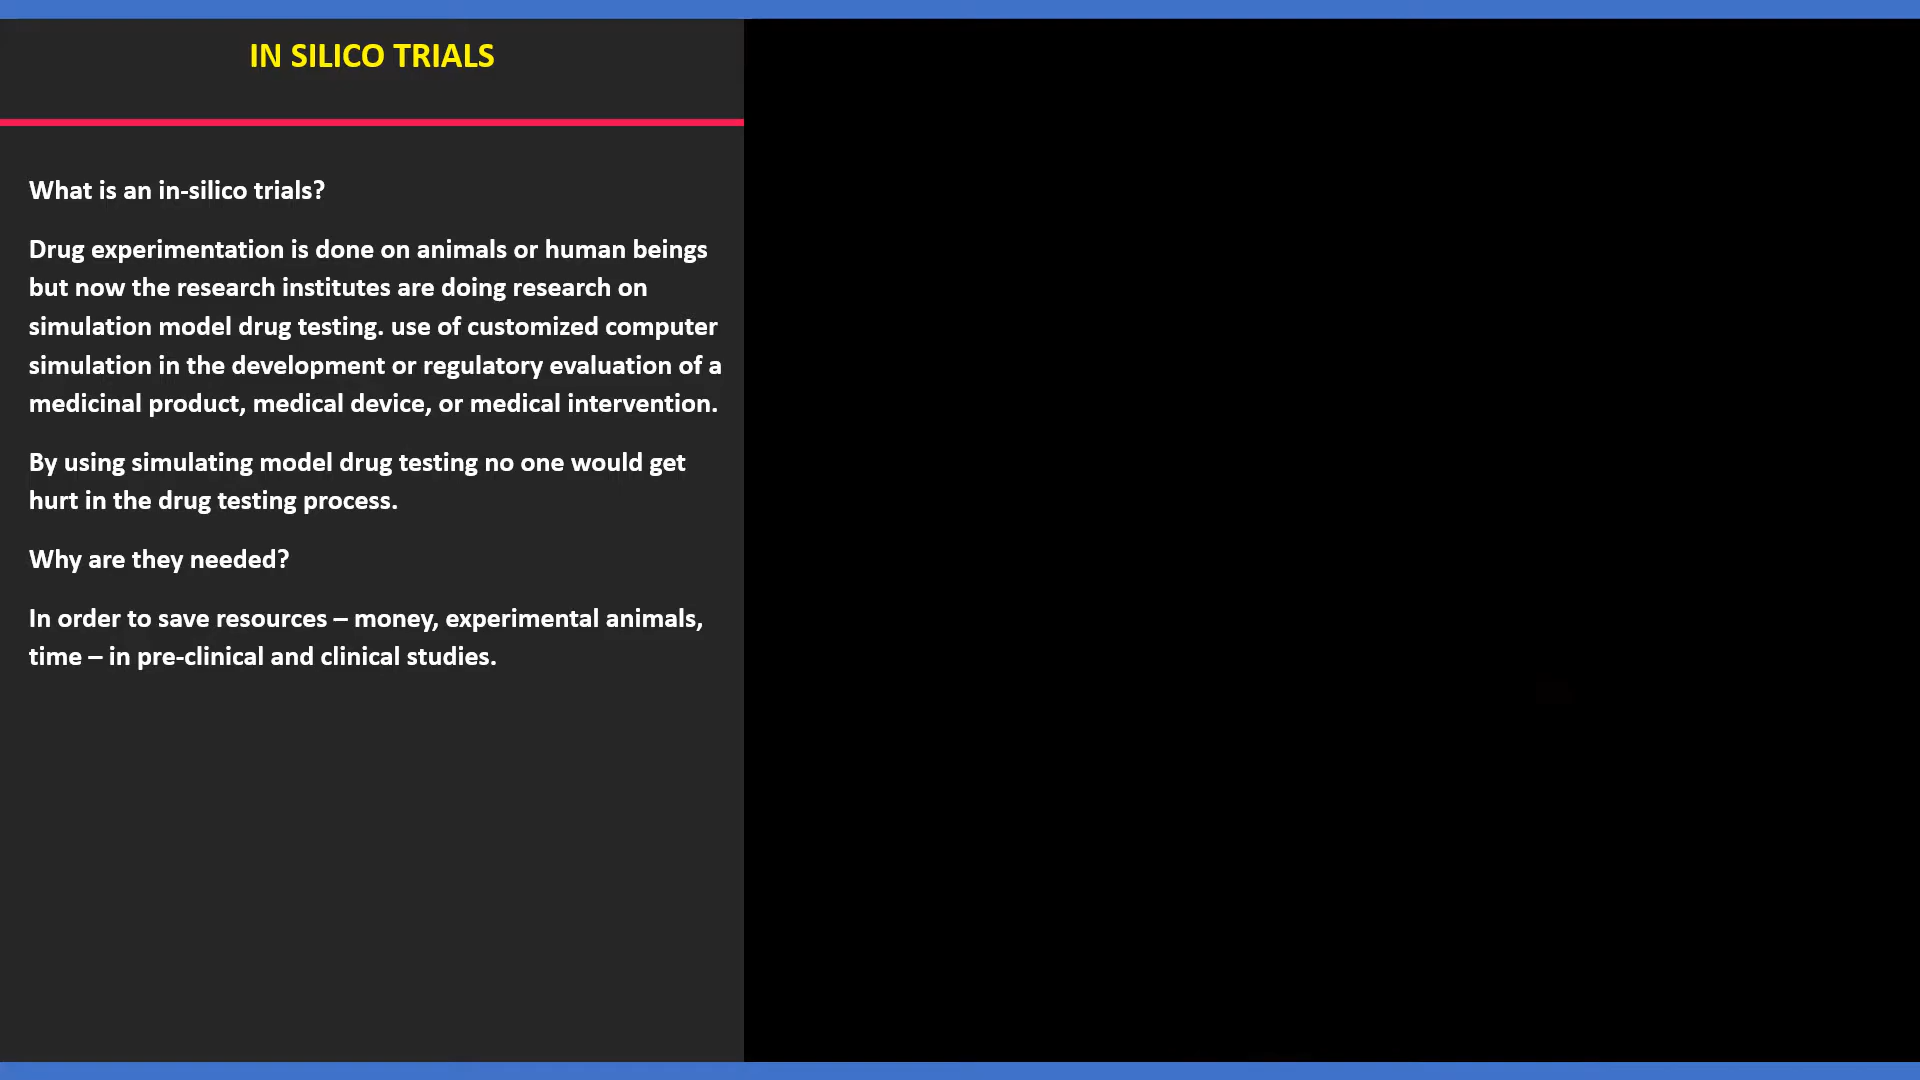 IN SILICO TRIALS
What is an in-silico trials?
Drug experimentation is done on animals or human beings
but now the research institutes are doing research on
simulation model drug testing. use of customized computer
simulation in the development or regulatory evaluation of a
medicinal product, medical device, or medical intervention.
By using simulating model drug testing no one would get
hurt in the drug testing process.
Why are they needed?
In order to save resources – money, experimental animals,
time – in pre-clinical and clinical studies.